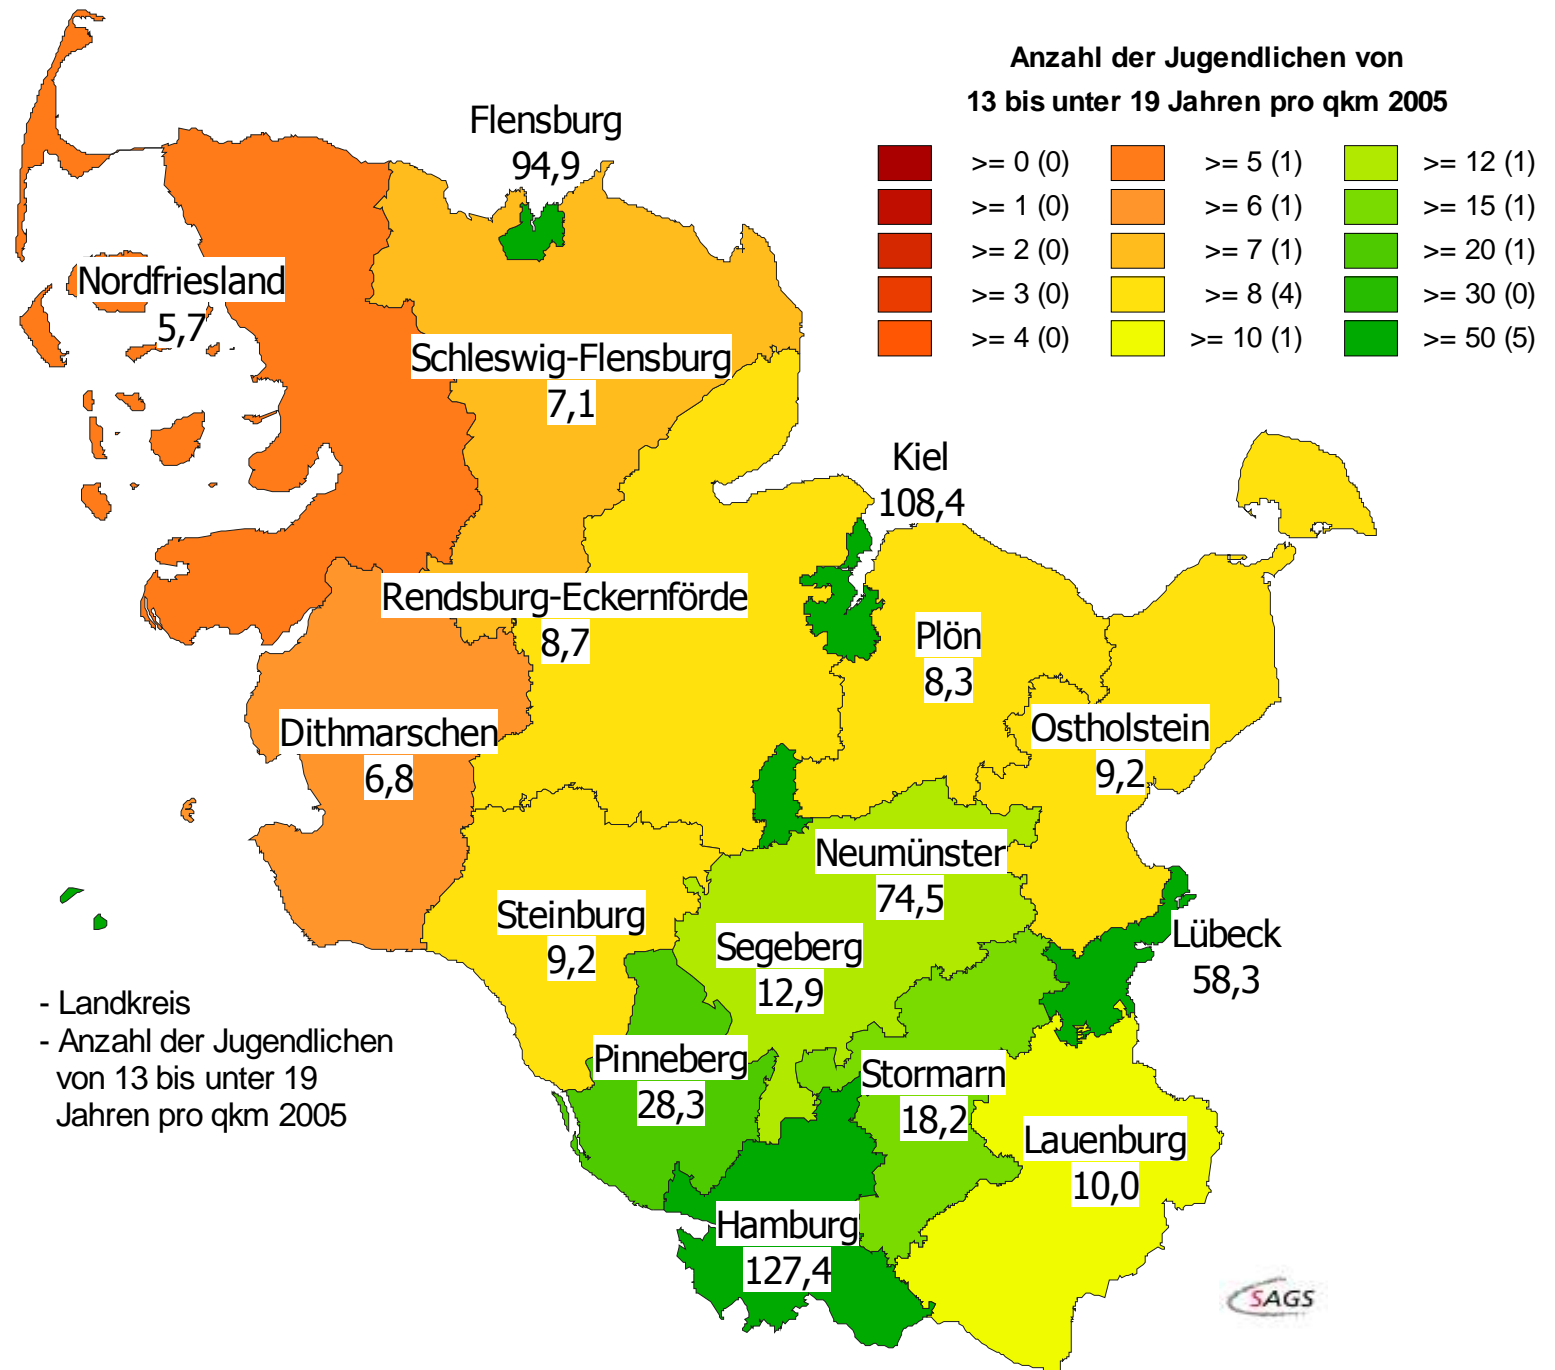 Anzahl der Jugendlichen von
13 bis unter 19 Jahren pro qkm 2005
>= 0 (0)
>= 1 (0)
>= 2 (0)
>= 3 (0)
>= 4 (0)
>= 5 (1)
>= 6 (1)
>= 7 (1)
>= 8 (4)
>= 10 (1)
>= 12 (1)
>= 15 (1)
>= 20 (1)
>= 30 (0)
>= 50 (5)
Flensburg
94,9
Nordfriesland
5,7
Schleswig-Flensburg
7,1
Kiel
108,4
Rendsburg-Eckernförde
8,7
Plön
8,3
Dithmarschen
6,8
Ostholstein
9,2
Neumünster
74,5
Steinburg
9,2
Segeberg
12,9
Lübeck
58,3
- Landkreis
- Anzahl der Jugendlichen
von 13 bis unter 19
Jahren pro qkm 2005
Pinneberg
28,3
Stormarn
18,2
Lauenburg
10,0
Hamburg
127,4
SAGS